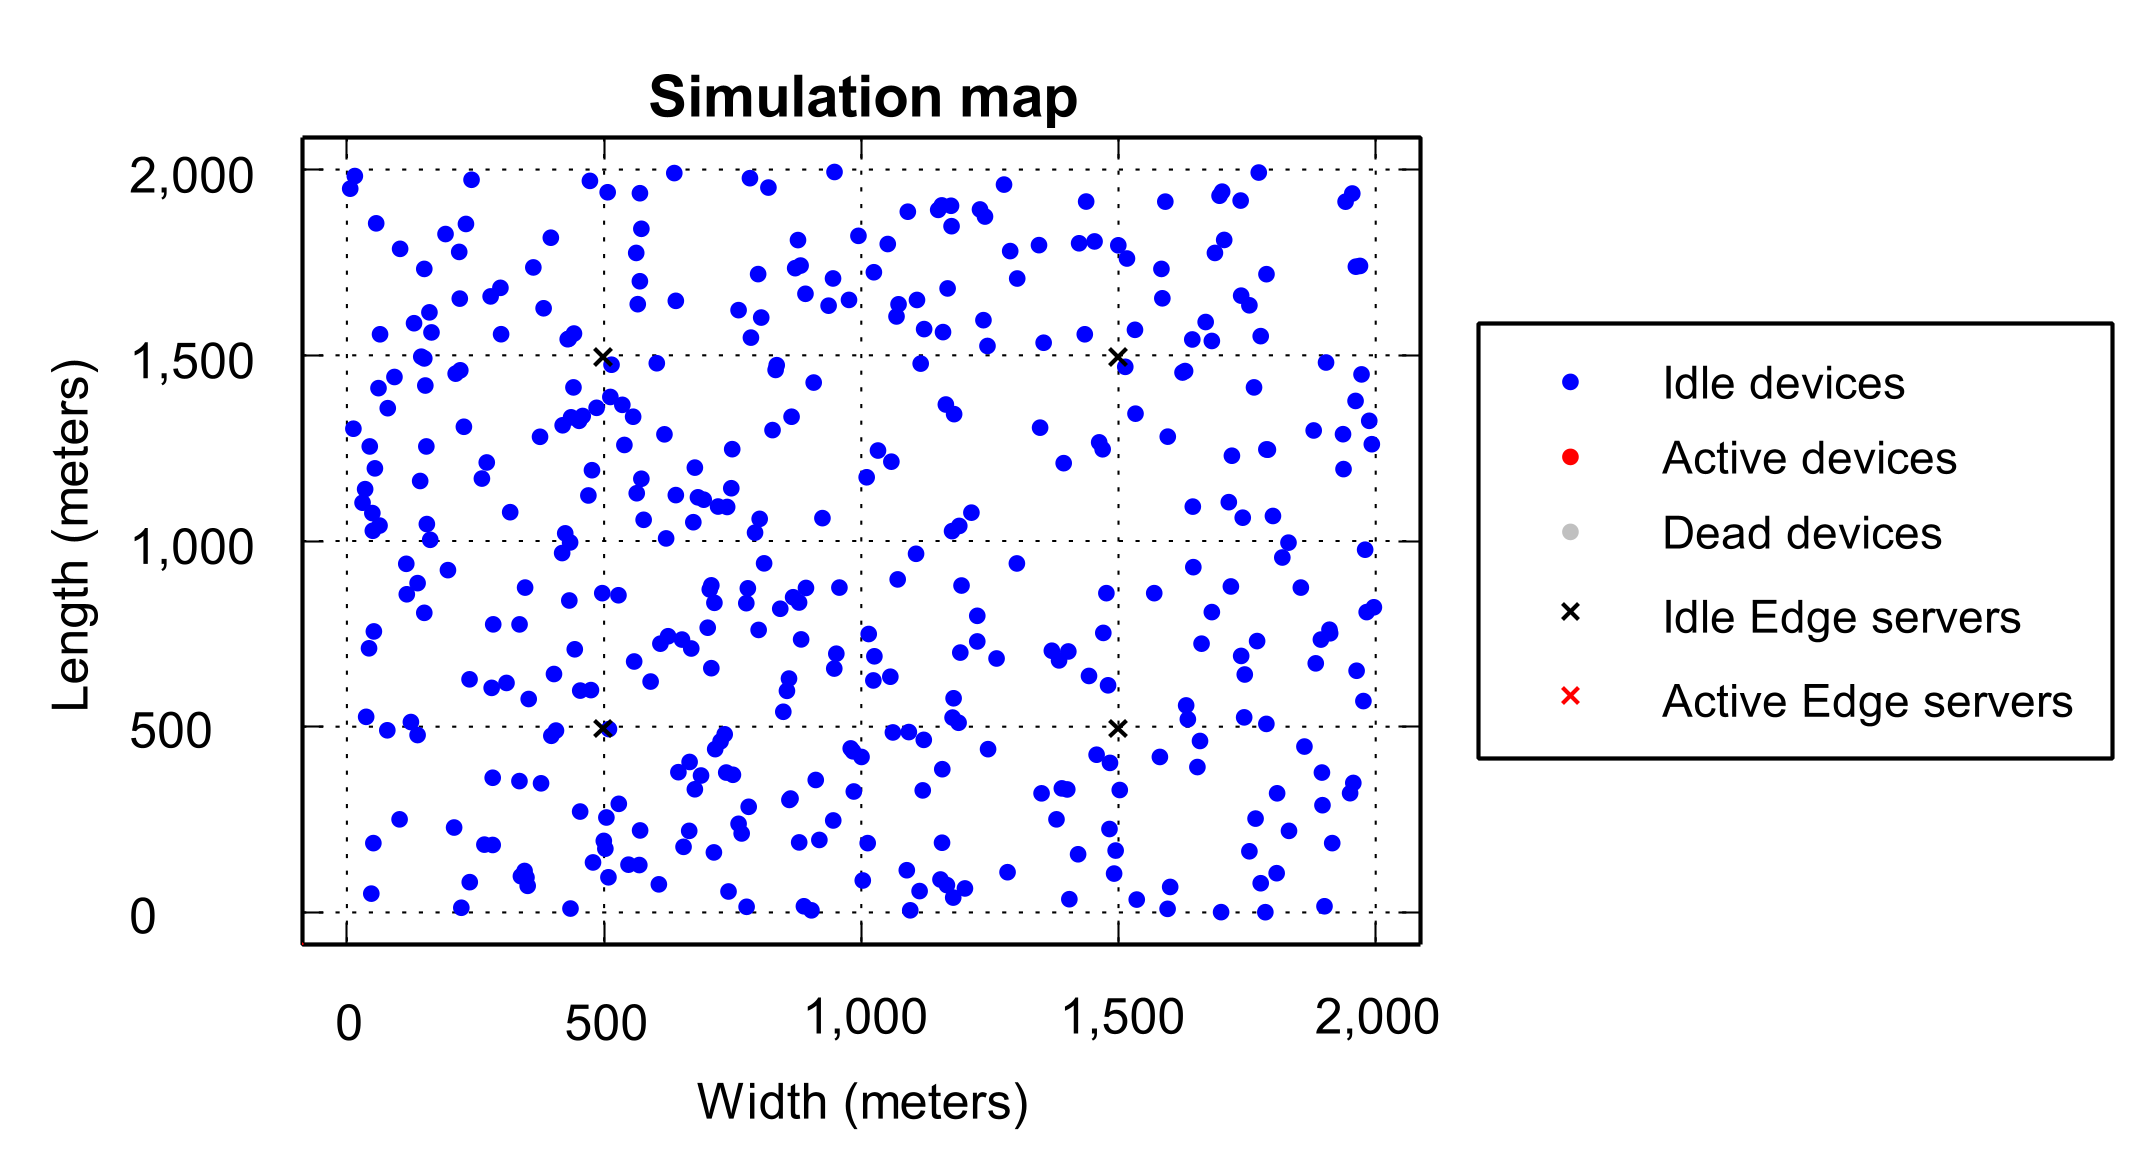 Simulation map
2,000
1,500
1,000
500
0
Length (meters)
0
500
1,000
1,500
2,000
Width (meters)
Idle devices
Active devices
Dead devices
Idle Edge servers
Active Edge servers